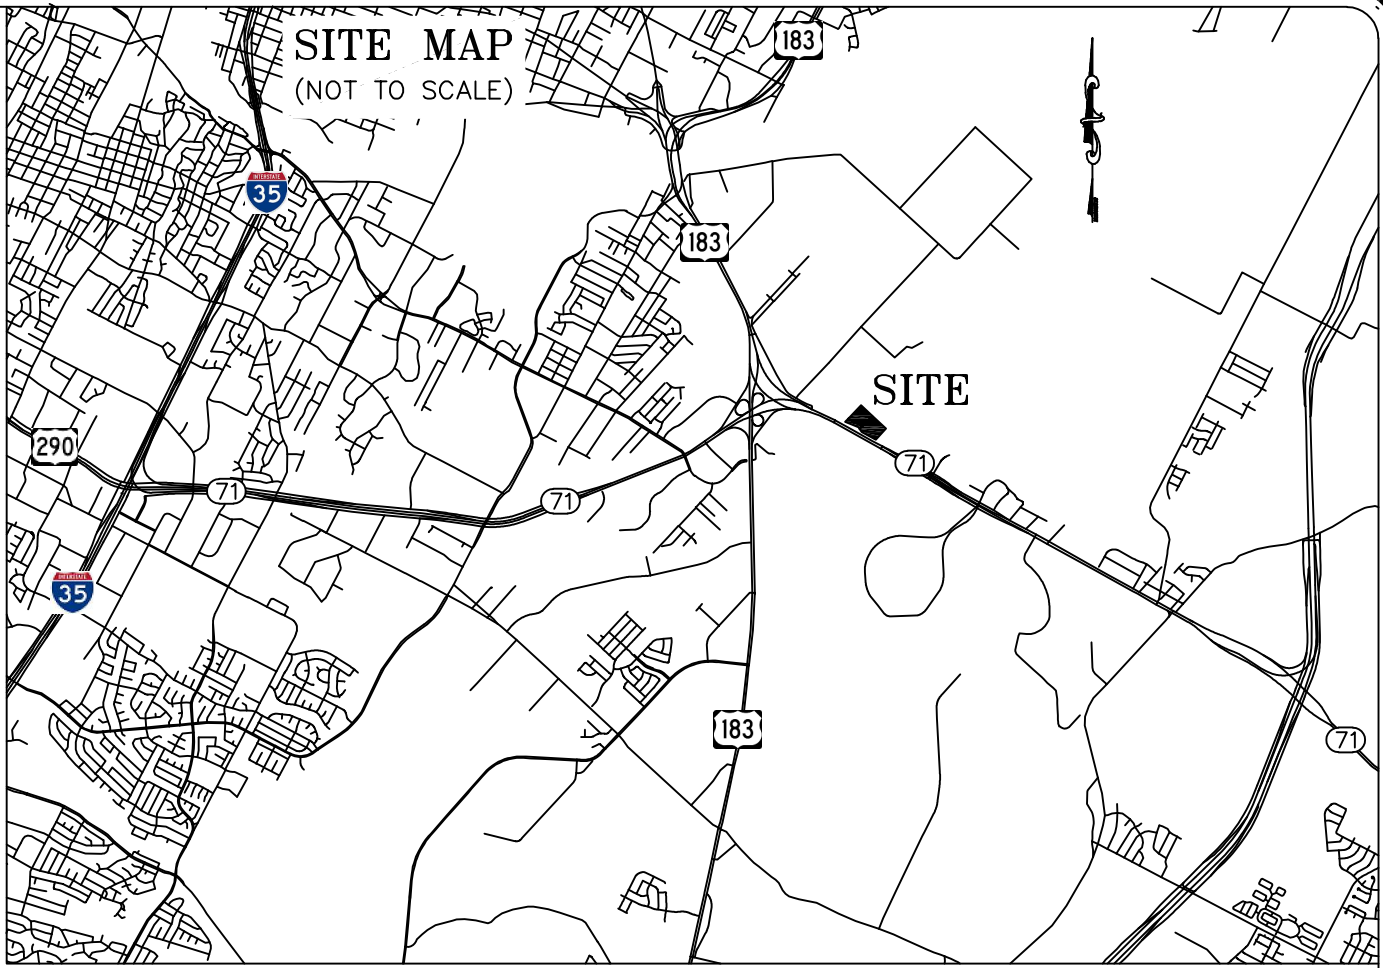 183
SITE MAP
(NOT TO SCALE)
INTERSTATE
35
183
SITE
290
71
71
71
INTERSTATE
35
183
71